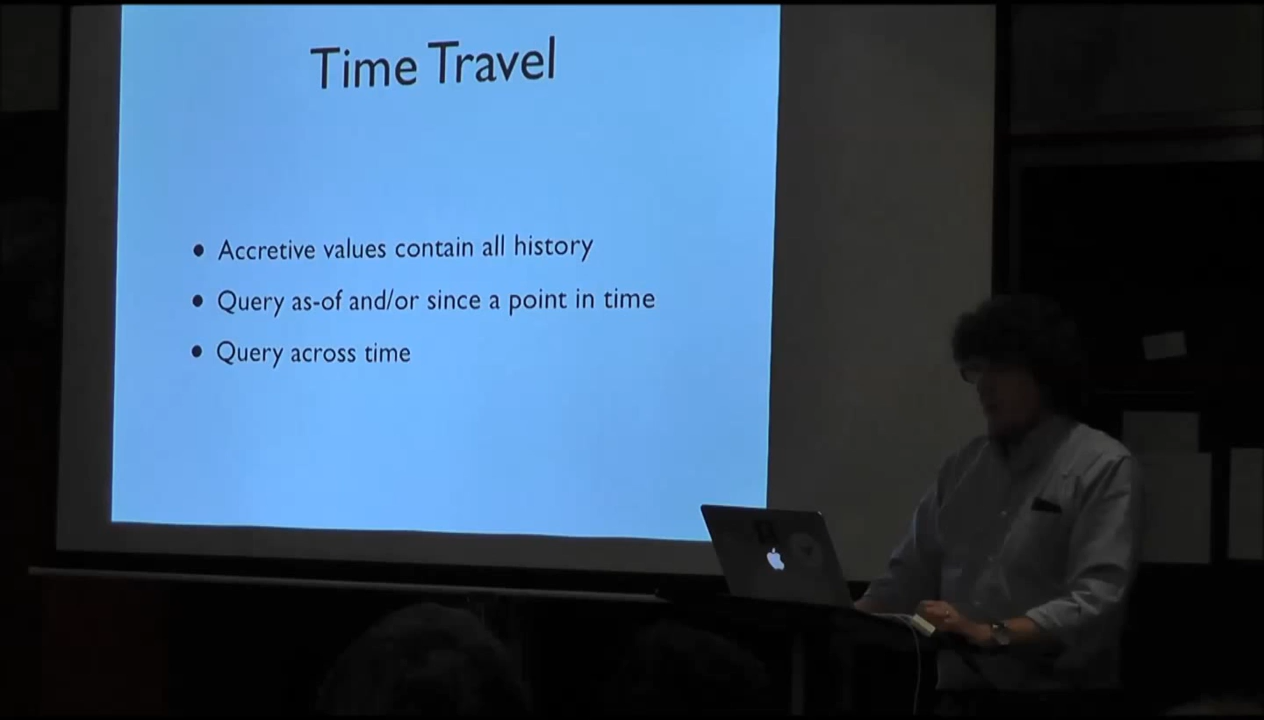 Time Travel
• Accretive values contain all history
• Query as-of and/or since a point in time
• Query across time